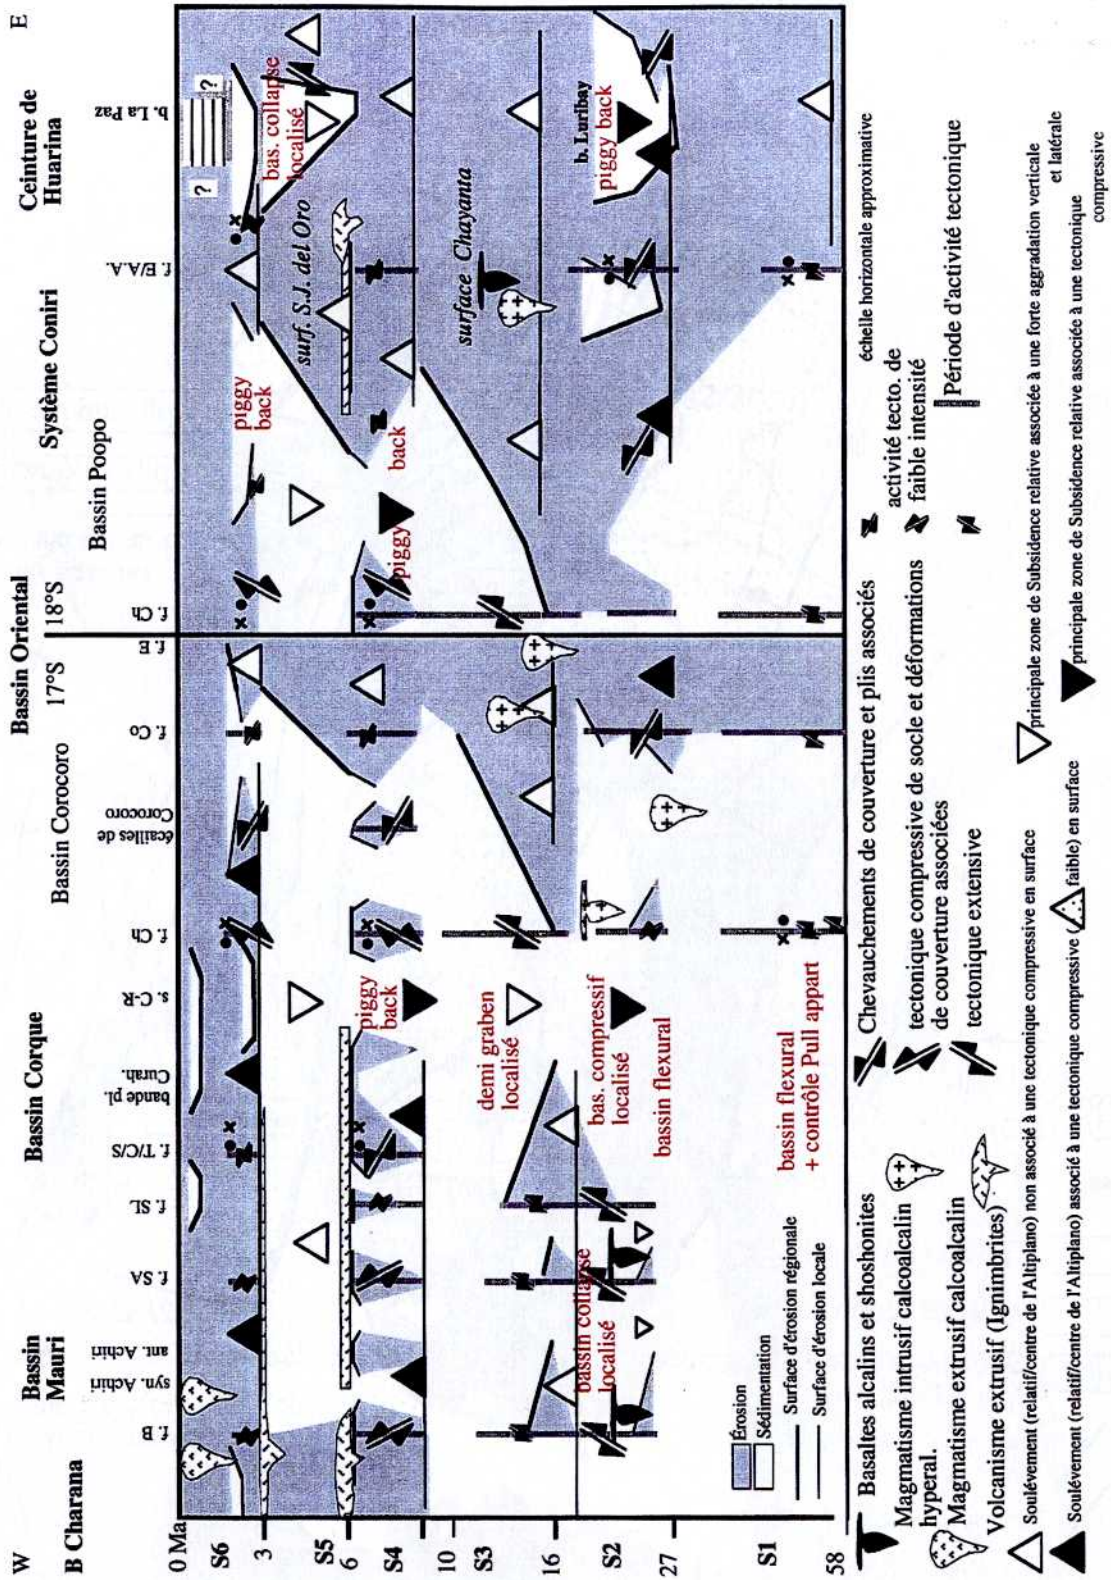 W
E
B Charana
Bassin
Mauri
Bassin Corque
Bassin Corocoro
Bassin Oriental
17°S
18°S
Bassin Poopo
Système Coniri
Ceinture de
Huarina
f. B
syn. Achiri
ant. Achiri
f. SA
f. SL
f. T/C/S
bande pl.
Curah.
s. C-R
f. Ch
écailles de
Corocoro
f. Co
f. E
f. Ch
f. E/A.A.
b. La Paz
0 Ma
S6
3
S5
6
S4
10
S3
16
S2
27
S1
58
piggy
back
bas. collapse
localisé
?
?
surf. S.J. del Oro
piggy
back
piggy
back
surface Chayanta
demi graben
localisé
bas. compressif
localisé
bassin flexural
bassin collapse
localisé
b. Luribay
piggy back
bassin flexural
+ contrôle Pull appart
Érosion
Sédimentation
Surface d'érosion régionale
Surface d'érosion locale
échelle horizontale approximative
Basaltes alcalins et shoshonites
Magmatisme intrusif calcoalcalin
hyperal.
Magmatisme extrusif calcoalcalin
Volcanisme extrusif (Ignimbrites)
Chevauchements de couverture et plis associés
tectonique compressive de socle et déformations
de couverture associées
tectonique extensive
activité tecto. de
faible intensité
Période d'activité tectonique
Soulévement (relatif/centre de l'Altiplano) non associé à une tectonique compressive en surface
Soulévement (relatif/centre de l'Altiplano) associé à une tectonique compressive ( faible) en surface
principale zone de Subsidence relative associée à une forte aggradation verticale
et latérale
principale zone de Subsidence relative associée à une tectonique
compressive